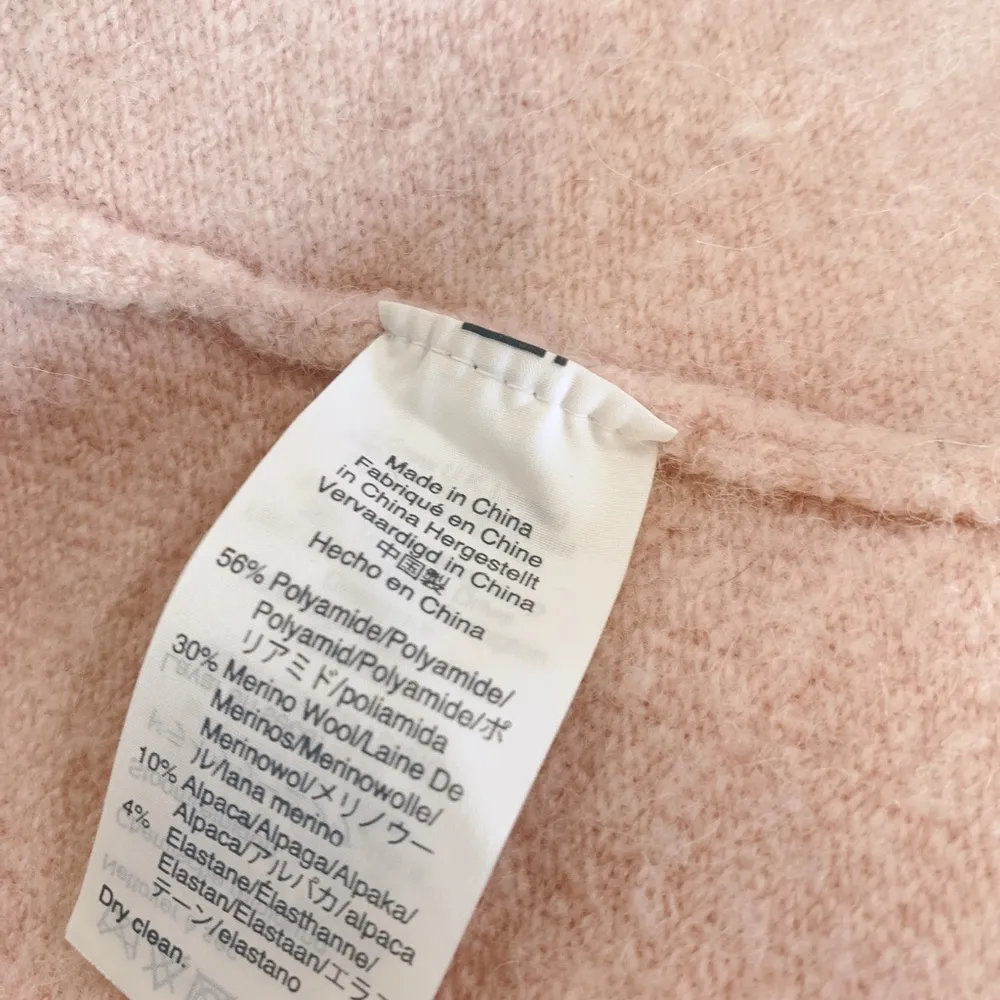 Made in China
Fabriqué en Chine
in China Hergestellt
Vervaardigd in China
中国製
Hecho en China
56% Polyamide/Polyamide/
Polyamid/Polyamide/ポ
リアミド/poliamida
30% Merino Wool/Laine De
Merinos/Merinowolle/
Merinowol/メリノウー
ル/lana merino
10% Alpaca/Alpaga/Alpaka/
Alpaca/アルパカ/alpaca
4% Elastane/Élasthanne/
Elastan/Elastaan/エラス
テーン/elastano
Dry clean.